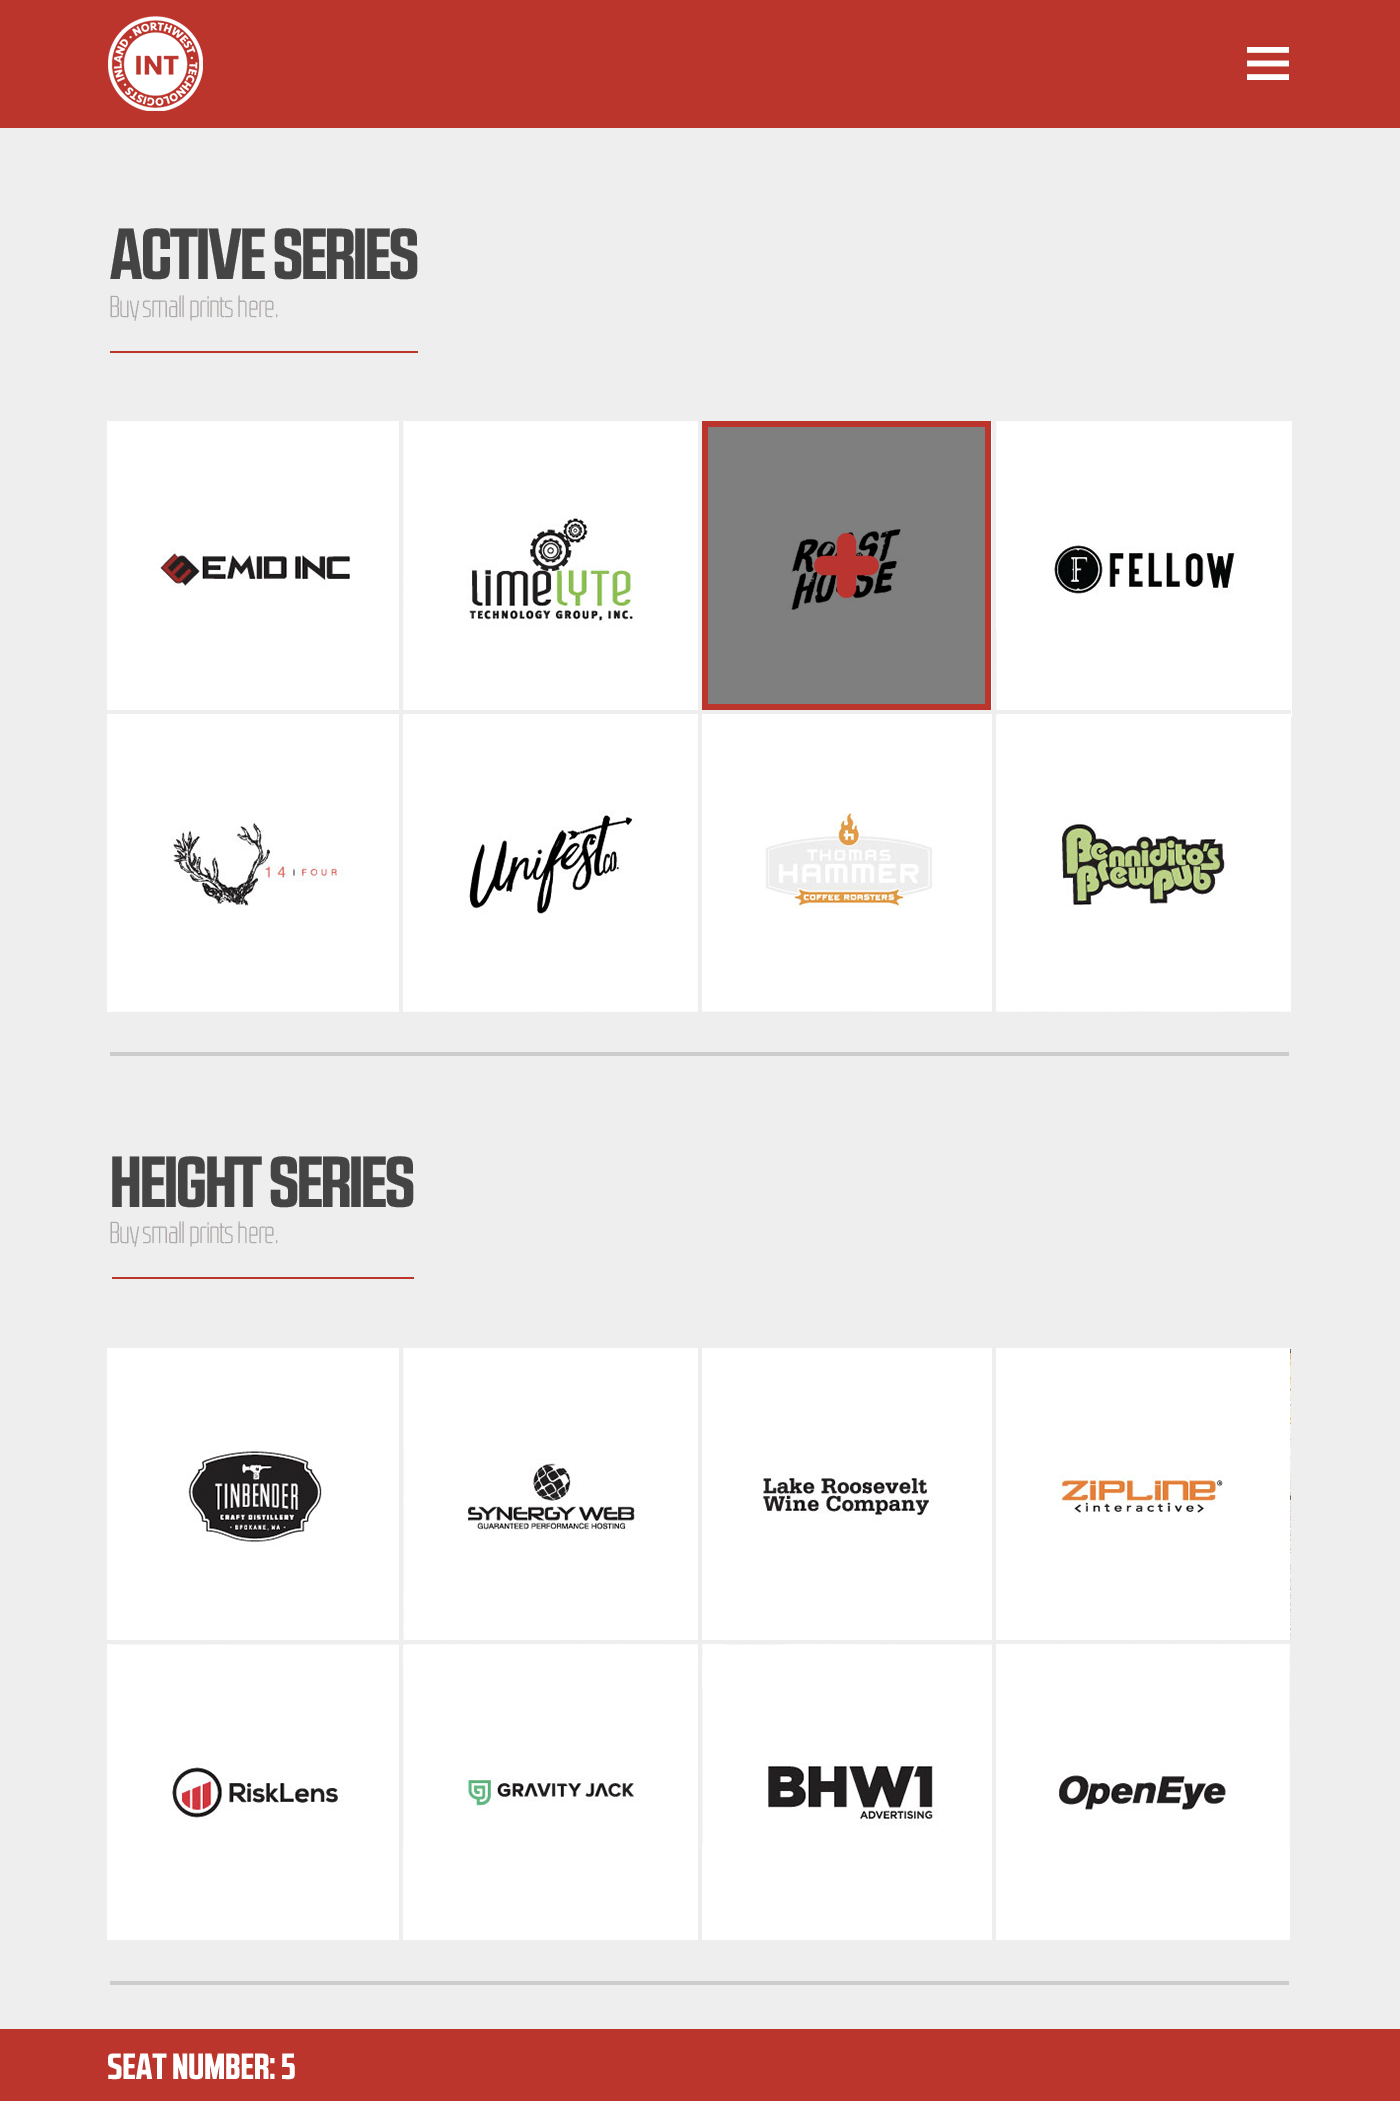 INLAND · NORTHWEST · TECHNOLOGISTS ·
INT
ACTIVE SERIES
Buy small prints here.
EMID INC
limelyte
TECHNOLOGY GROUP, INC.
ROAST
HOUSE
F FELLOW
14 | FOUR
Unifest co.
h
THOMAS
HAMMER
COFFEE ROASTERS
Bennidito's
Brewpub
HEIGHT SERIES
Buy small prints here.
TINBENDER
CRAFT DISTILLERY
· SPOKANE, WA ·
SYNERGY WEB
GUARANTEED PERFORMANCE HOSTING
Lake Roosevelt
Wine Company
ZIPLINE®
<interactive>
RiskLens
GRAVITY JACK
BHW1
ADVERTISING
OpenEye
SEAT NUMBER: 5